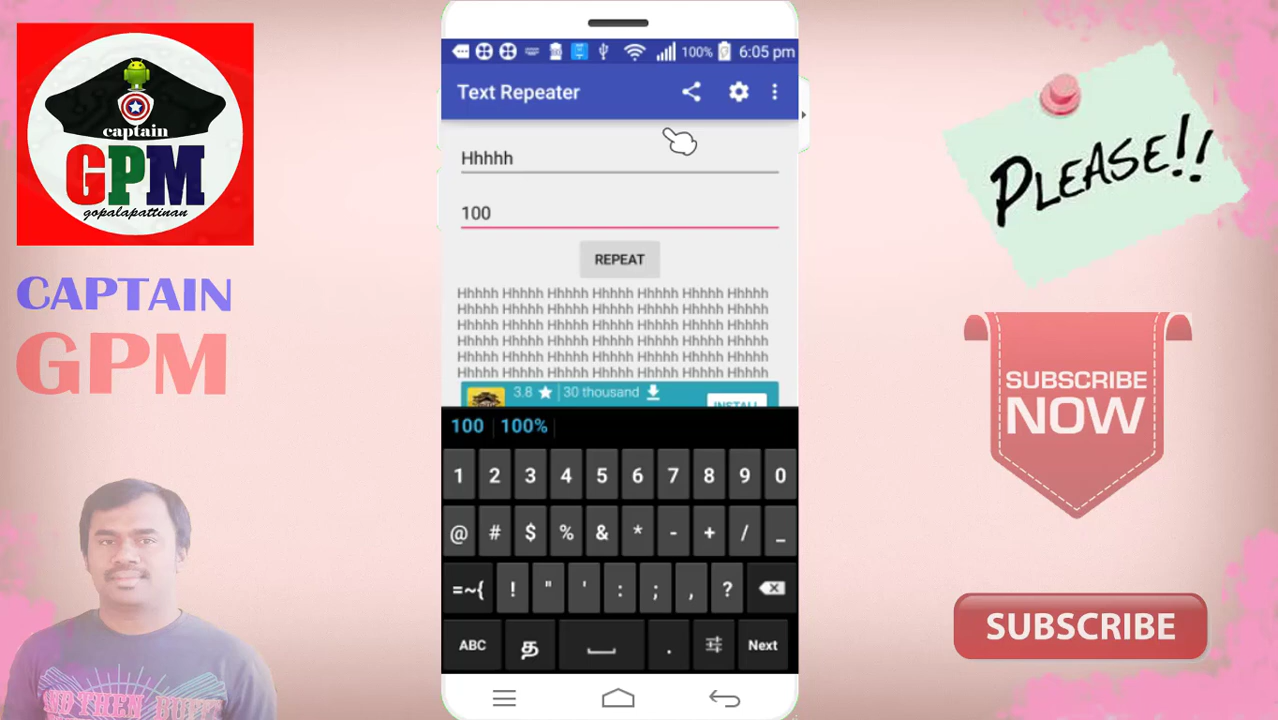 captain
GPM
gopalapattinan
CAPTAIN
GPM
100% 6:05 pm
Text Repeater
Hhhhh
100
REPEAT
Hhhhh Hhhhh Hhhhh Hhhhh Hhhhh Hhhhh Hhhhh
Hhhhh Hhhhh Hhhhh Hhhhh Hhhhh Hhhhh Hhhhh
Hhhhh Hhhhh Hhhhh Hhhhh Hhhhh Hhhhh Hhhhh
Hhhhh Hhhhh Hhhhh Hhhhh Hhhhh Hhhhh Hhhhh
Hhhhh Hhhhh Hhhhh Hhhhh Hhhhh Hhhhh Hhhhh
Hhhhh Hhhhh Hhhhh Hhhhh Hhhhh Hhhhh Hhhhh
3.8 ★ 30 thousand
INSTALL
100 100%
1 2 3 4 5 6 7 8 9 0
@ # $ % & * - + / _
=~{ ! " ' : ; , ?
ABC த . Next
PLEASE!!
SUBSCRIBE
NOW
SUBSCRIBE
AND THEN